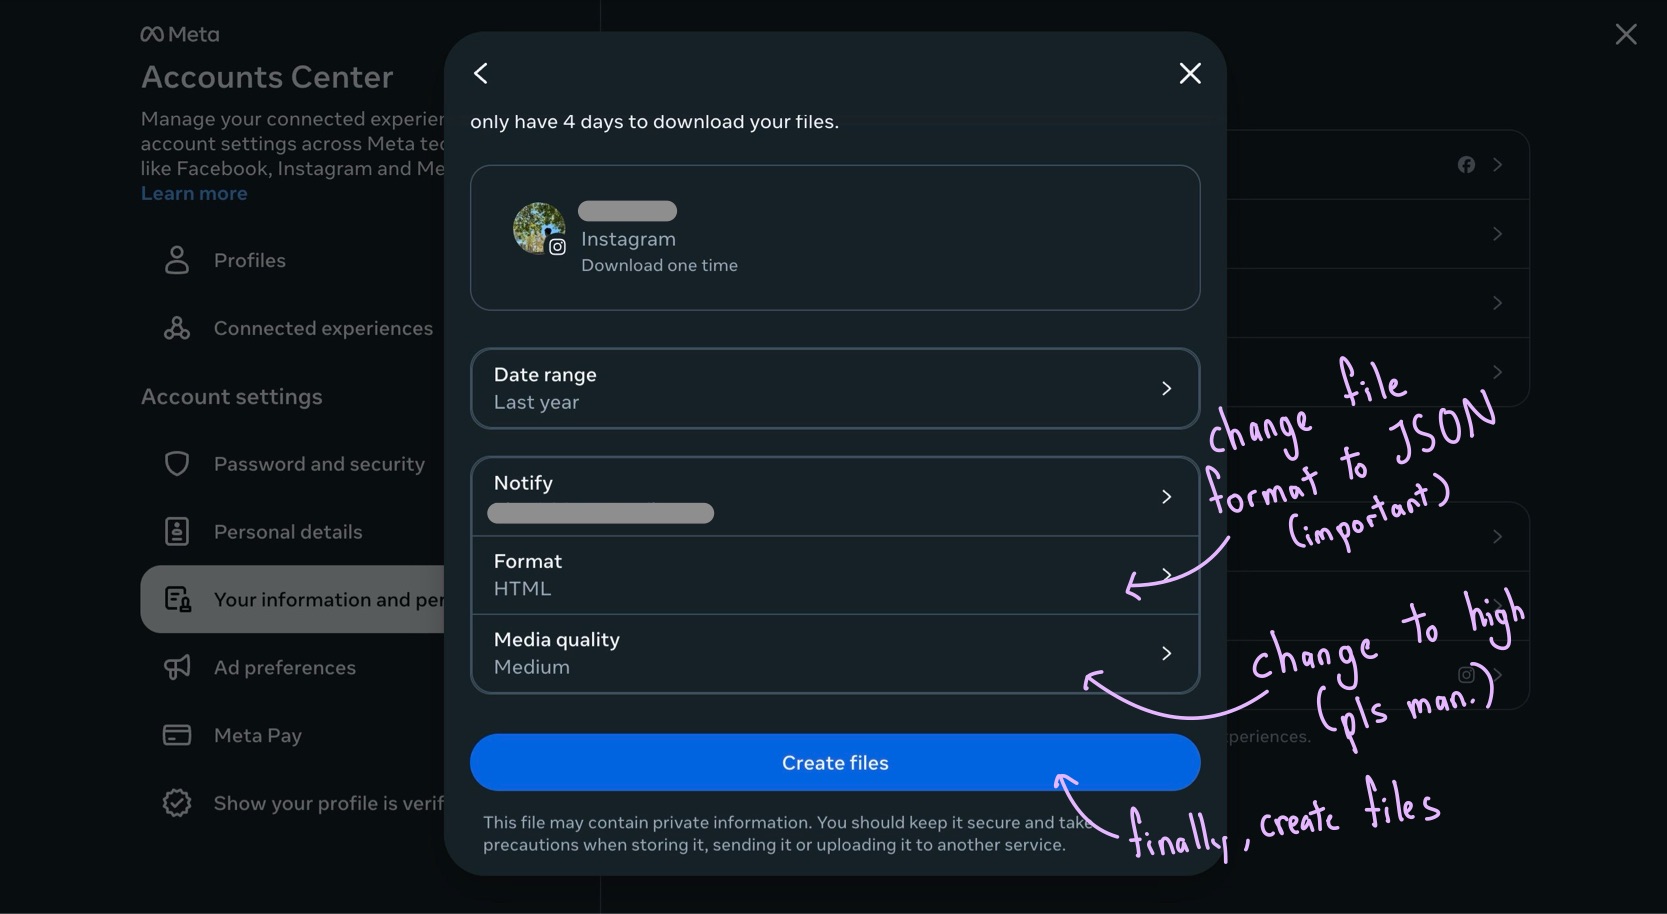 Meta
Accounts Center
Manage your connected experien
account settings across Meta tec
like Facebook, Instagram and Me
Learn more
Profiles
Connected experiences
Account settings
Password and security
Personal details
Your information and per
Ad preferences
Meta Pay
Show your profile is verif
only have 4 days to download your files.
Instagram
Download one time
Date range
Last year
Notify
Format
HTML
Media quality
Medium
Create files
This file may contain private information. You should keep it secure and take
precautions when storing it, sending it or uploading it to another service.
change file
format to JSON
(important)
change to high
(pls man.)
periences.
finally, create files